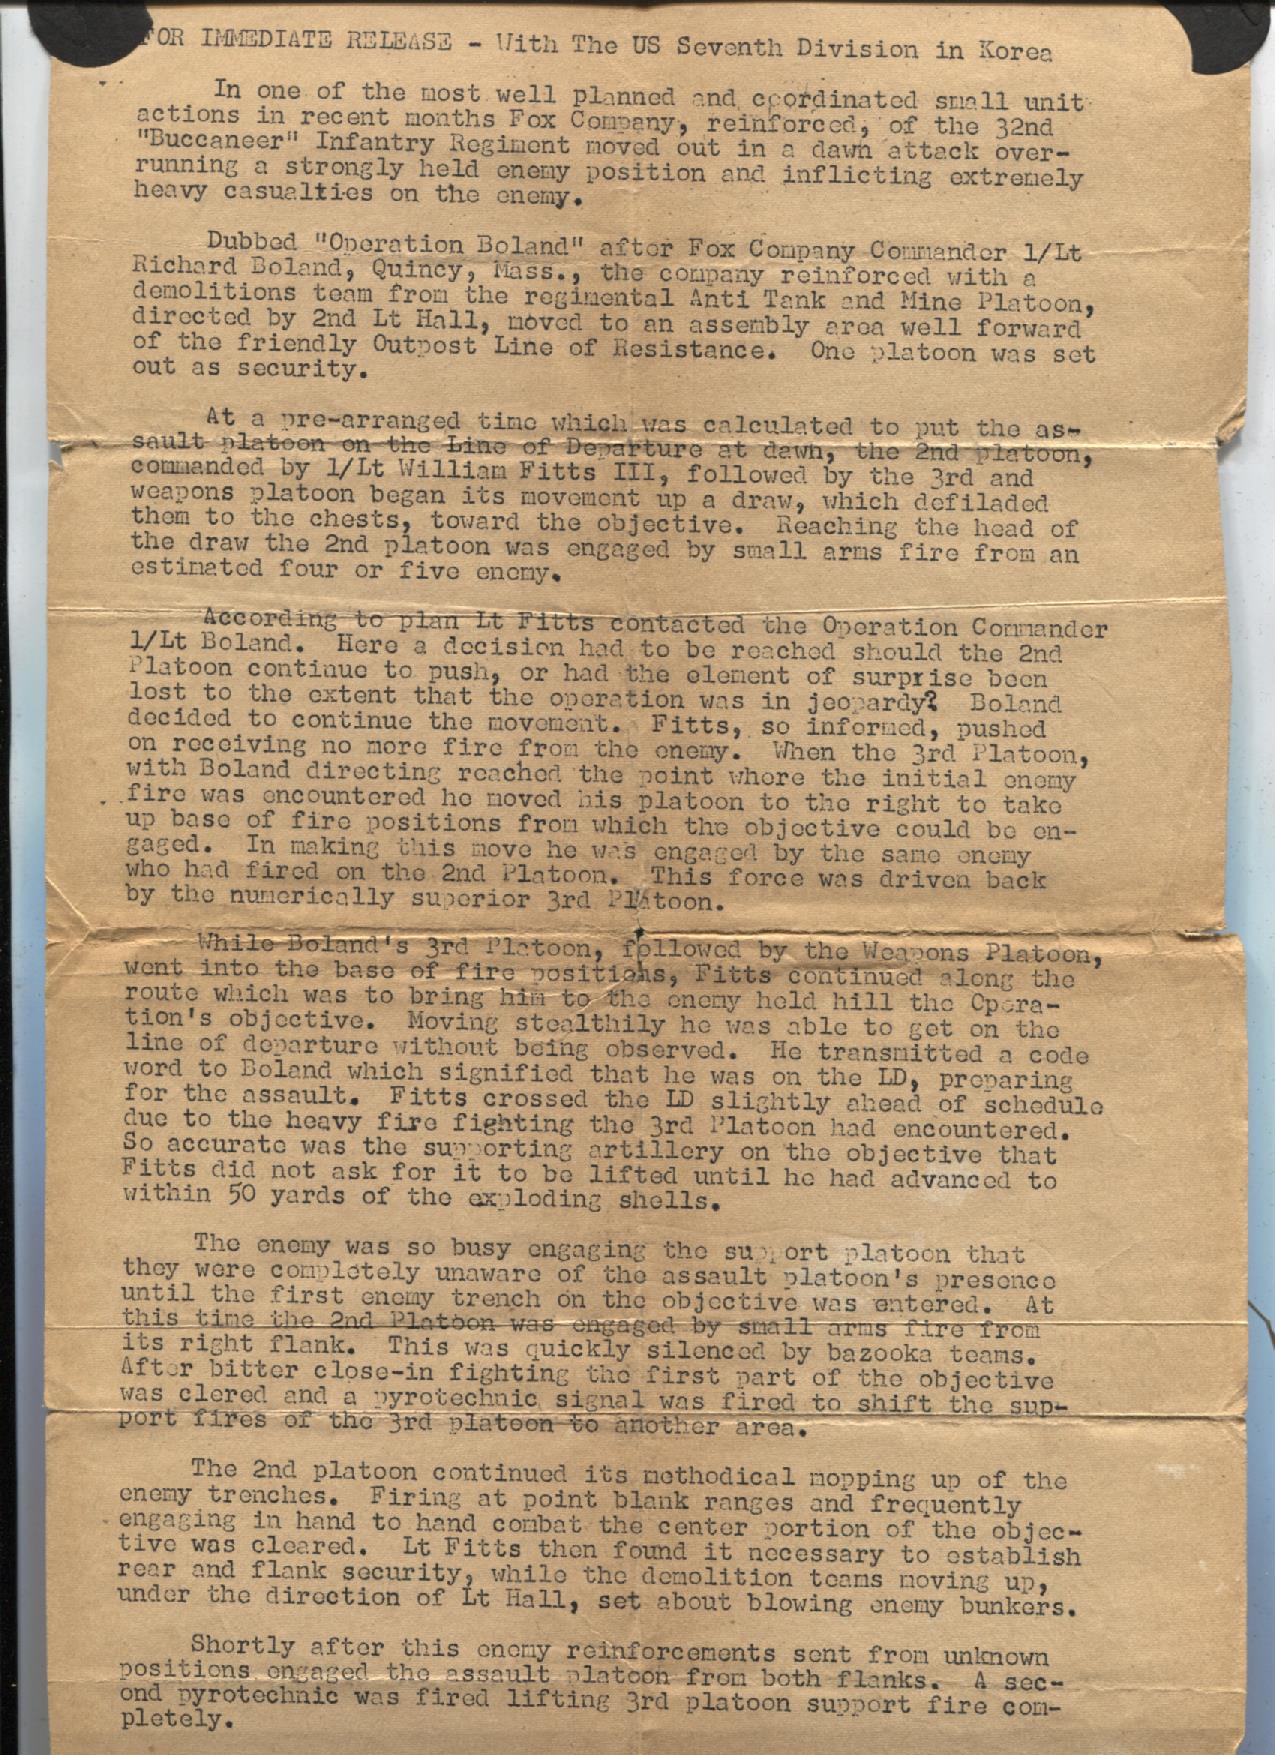 FOR IMMEDIATE RELEASE - With The US Seventh Division in Korea
In one of the most well planned and coordinated small unit
actions in recent months Fox Company, reinforced, of the 32nd
"Buccaneer" Infantry Regiment moved out in a dawn attack over-
running a strongly held enemy position and inflicting extremely
heavy casualties on the enemy.
Dubbed "Operation Boland" after Fox Company Commander 1/Lt
Richard Boland, Quincy, Mass., the company reinforced with a
demolitions team from the regimental Anti Tank and Mine Platoon,
directed by 2nd Lt Hall, moved to an assembly area well forward
of the friendly Outpost Line of Resistance. One platoon was set
out as security.
At a pre-arranged time which was calculated to put the as-
sault platoon on the Line of Departure at dawn, the 2nd platoon,
commanded by 1/Lt William Fitts III, followed by the 3rd and
weapons platoon began its movement up a draw, which defiladed
them to the chests, toward the objective. Reaching the head of
the draw the 2nd platoon was engaged by small arms fire from an
estimated four or five enemy.
According to plan Lt Fitts contacted the Operation Commander
1/Lt Boland. Here a decision had to be reached should the 2nd
Platoon continue to push, or had the element of surprise been
lost to the extent that the operation was in jeopardy? Boland
decided to continue the movement. Fitts, so informed, pushed
on receiving no more fire from the enemy. When the 3rd Platoon,
with Boland directing reached the point where the initial enemy
fire was encountered he moved his platoon to the right to take
up base of fire positions from which the objective could be en-
gaged. In making this move he was engaged by the same enemy
who had fired on the 2nd Platoon. This force was driven back
by the numerically superior 3rd Platoon.
While Boland's 3rd Platoon, followed by the Weapons Platoon,
went into the base of fire positions, Fitts continued along the
route which was to bring him to the enemy held hill the Opera-
tion's objective. Moving stealthily he was able to get on the
line of departure without being observed. He transmitted a code
word to Boland which signified that he was on the LD, preparing
for the assault. Fitts crossed the LD slightly ahead of schedule
due to the heavy fire fighting the 3rd Platoon had encountered.
So accurate was the supporting artillery on the objective that
Fitts did not ask for it to be lifted until he had advanced to
within 50 yards of the exploding shells.
The enemy was so busy engaging the support platoon that
they were completely unaware of the assault platoon's presence
until the first enemy trench on the objective was entered. At
this time the 2nd Platoon was engaged by small arms fire from
its right flank. This was quickly silenced by bazooka teams.
After bitter close-in fighting the first part of the objective
was clered and a pyrotechnic signal was fired to shift the sup-
port fires of the 3rd platoon to another area.
The 2nd platoon continued its methodical mopping up of the
enemy trenches. Firing at point blank ranges and frequently
engaging in hand to hand combat the center portion of the objec-
tive was cleared. Lt Fitts then found it necessary to establish
rear and flank security, while the demolition teams moving up,
under the direction of Lt Hall, set about blowing enemy bunkers.
Shortly after this enemy reinforcements sent from unknown
positions engaged the assault platoon from both flanks. A sec-
ond pyrotechnic was fired lifting 3rd platoon support fire com-
pletely.